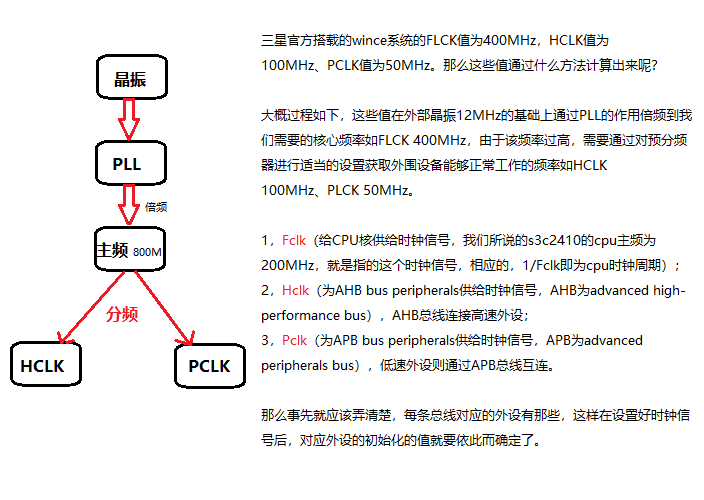 晶振
PLL
倍频
主频 800M
分频
HCLK
PCLK
三星官方搭载的wince系统的FLCK值为400MHz，HCLK值为
100MHz、PCLK值为50MHz。那么这些值通过什么方法计算出来呢？
大概过程如下，这些值在外部晶振12MHz的基础上通过PLL的作用倍频到我
们需要的核心频率如FLCK 400MHz，由于该频率过高，需要通过对预分频
器进行适当的设置获取外围设备能够正常工作的频率如HCLK
100MHz、PLCK 50MHz。
1，Fclk（给CPU核供给时钟信号，我们所说的s3c2410的cpu主频为
200MHz，就是指的这个时钟信号，相应的，1/Fclk即为cpu时钟周期）；
2，Hclk（为AHB bus peripherals供给时钟信号，AHB为advanced high-
performance bus），AHB总线连接高速外设；
3，Pclk（为APB bus peripherals供给时钟信号，APB为advanced
peripherals bus），低速外设则通过APB总线互连。
那么事先就应该弄清楚，每条总线对应的外设有那些，这样在设置好时钟信
号后，对应外设的初始化的值就要依此而确定了。